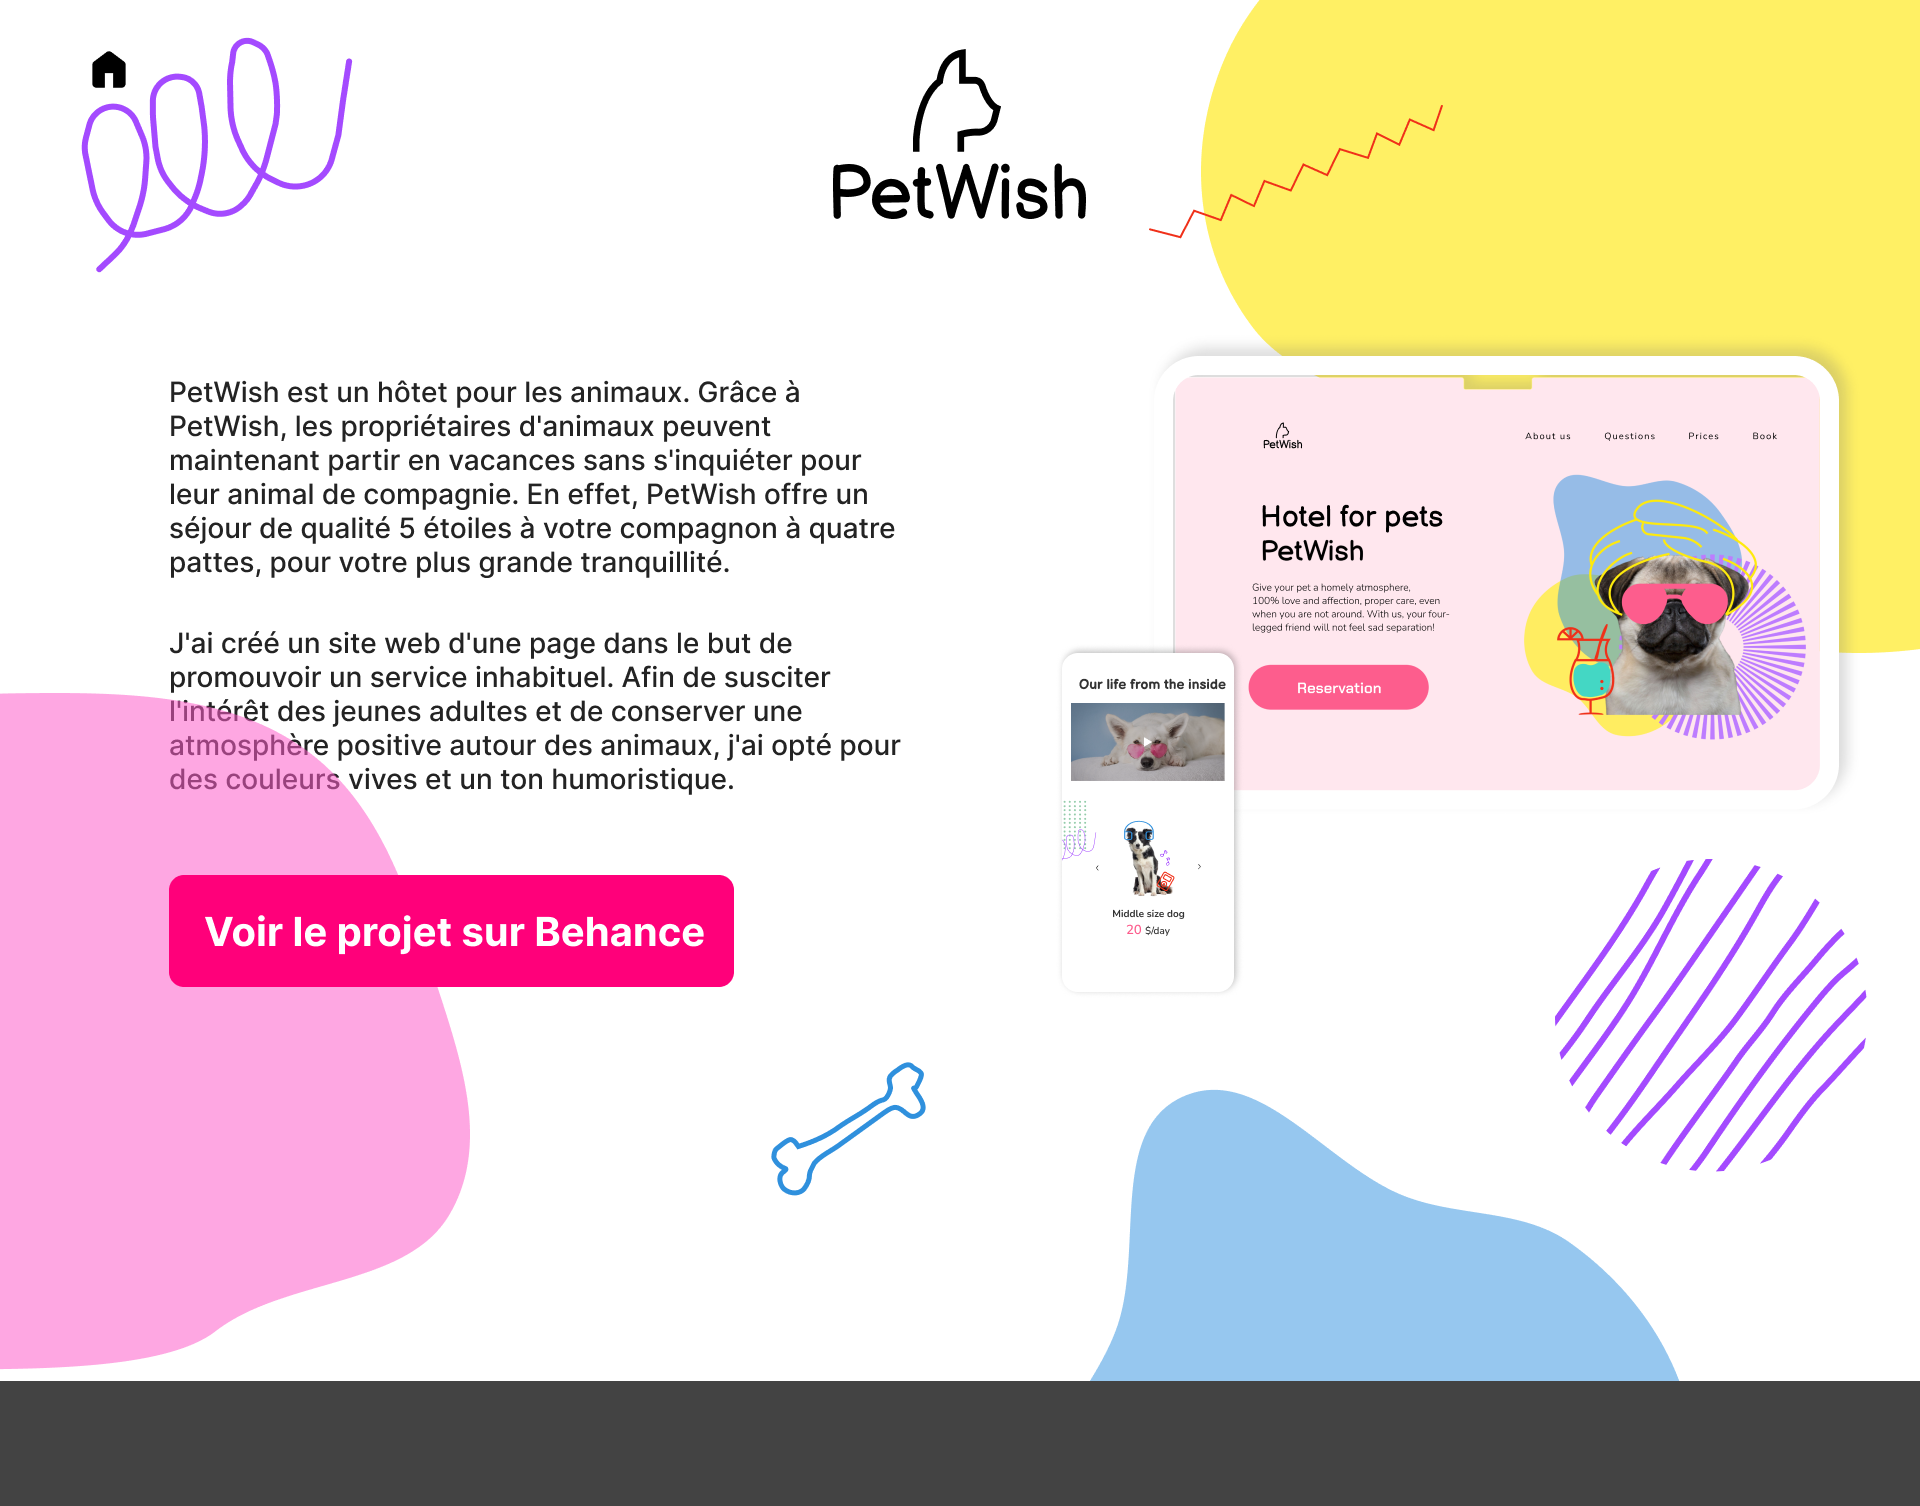 PetWish
PetWish est un hôtet pour les animaux. Grâce à
PetWish, les propriétaires d'animaux peuvent
maintenant partir en vacances sans s'inquiéter pour
leur animal de compagnie. En effet, PetWish offre un
séjour de qualité 5 étoiles à votre compagnon à quatre
pattes, pour votre plus grande tranquillité.
J'ai créé un site web d'une page dans le but de
promouvoir un service inhabituel. Afin de susciter
l'intérêt des jeunes adultes et de conserver une
atmosphère positive autour des animaux, j'ai opté pour
des couleurs vives et un ton humoristique.
Voir le projet sur Behance
PetWish
About us Questions Prices Book
Hotel for pets
PetWish
Give your pet a homely atmosphere,
100% love and affection, proper care, even
when you are not around. With us, your four-
legged friend will not feel sad separation!
Reservation
Our life from the inside
Middle size dog
20 $/day